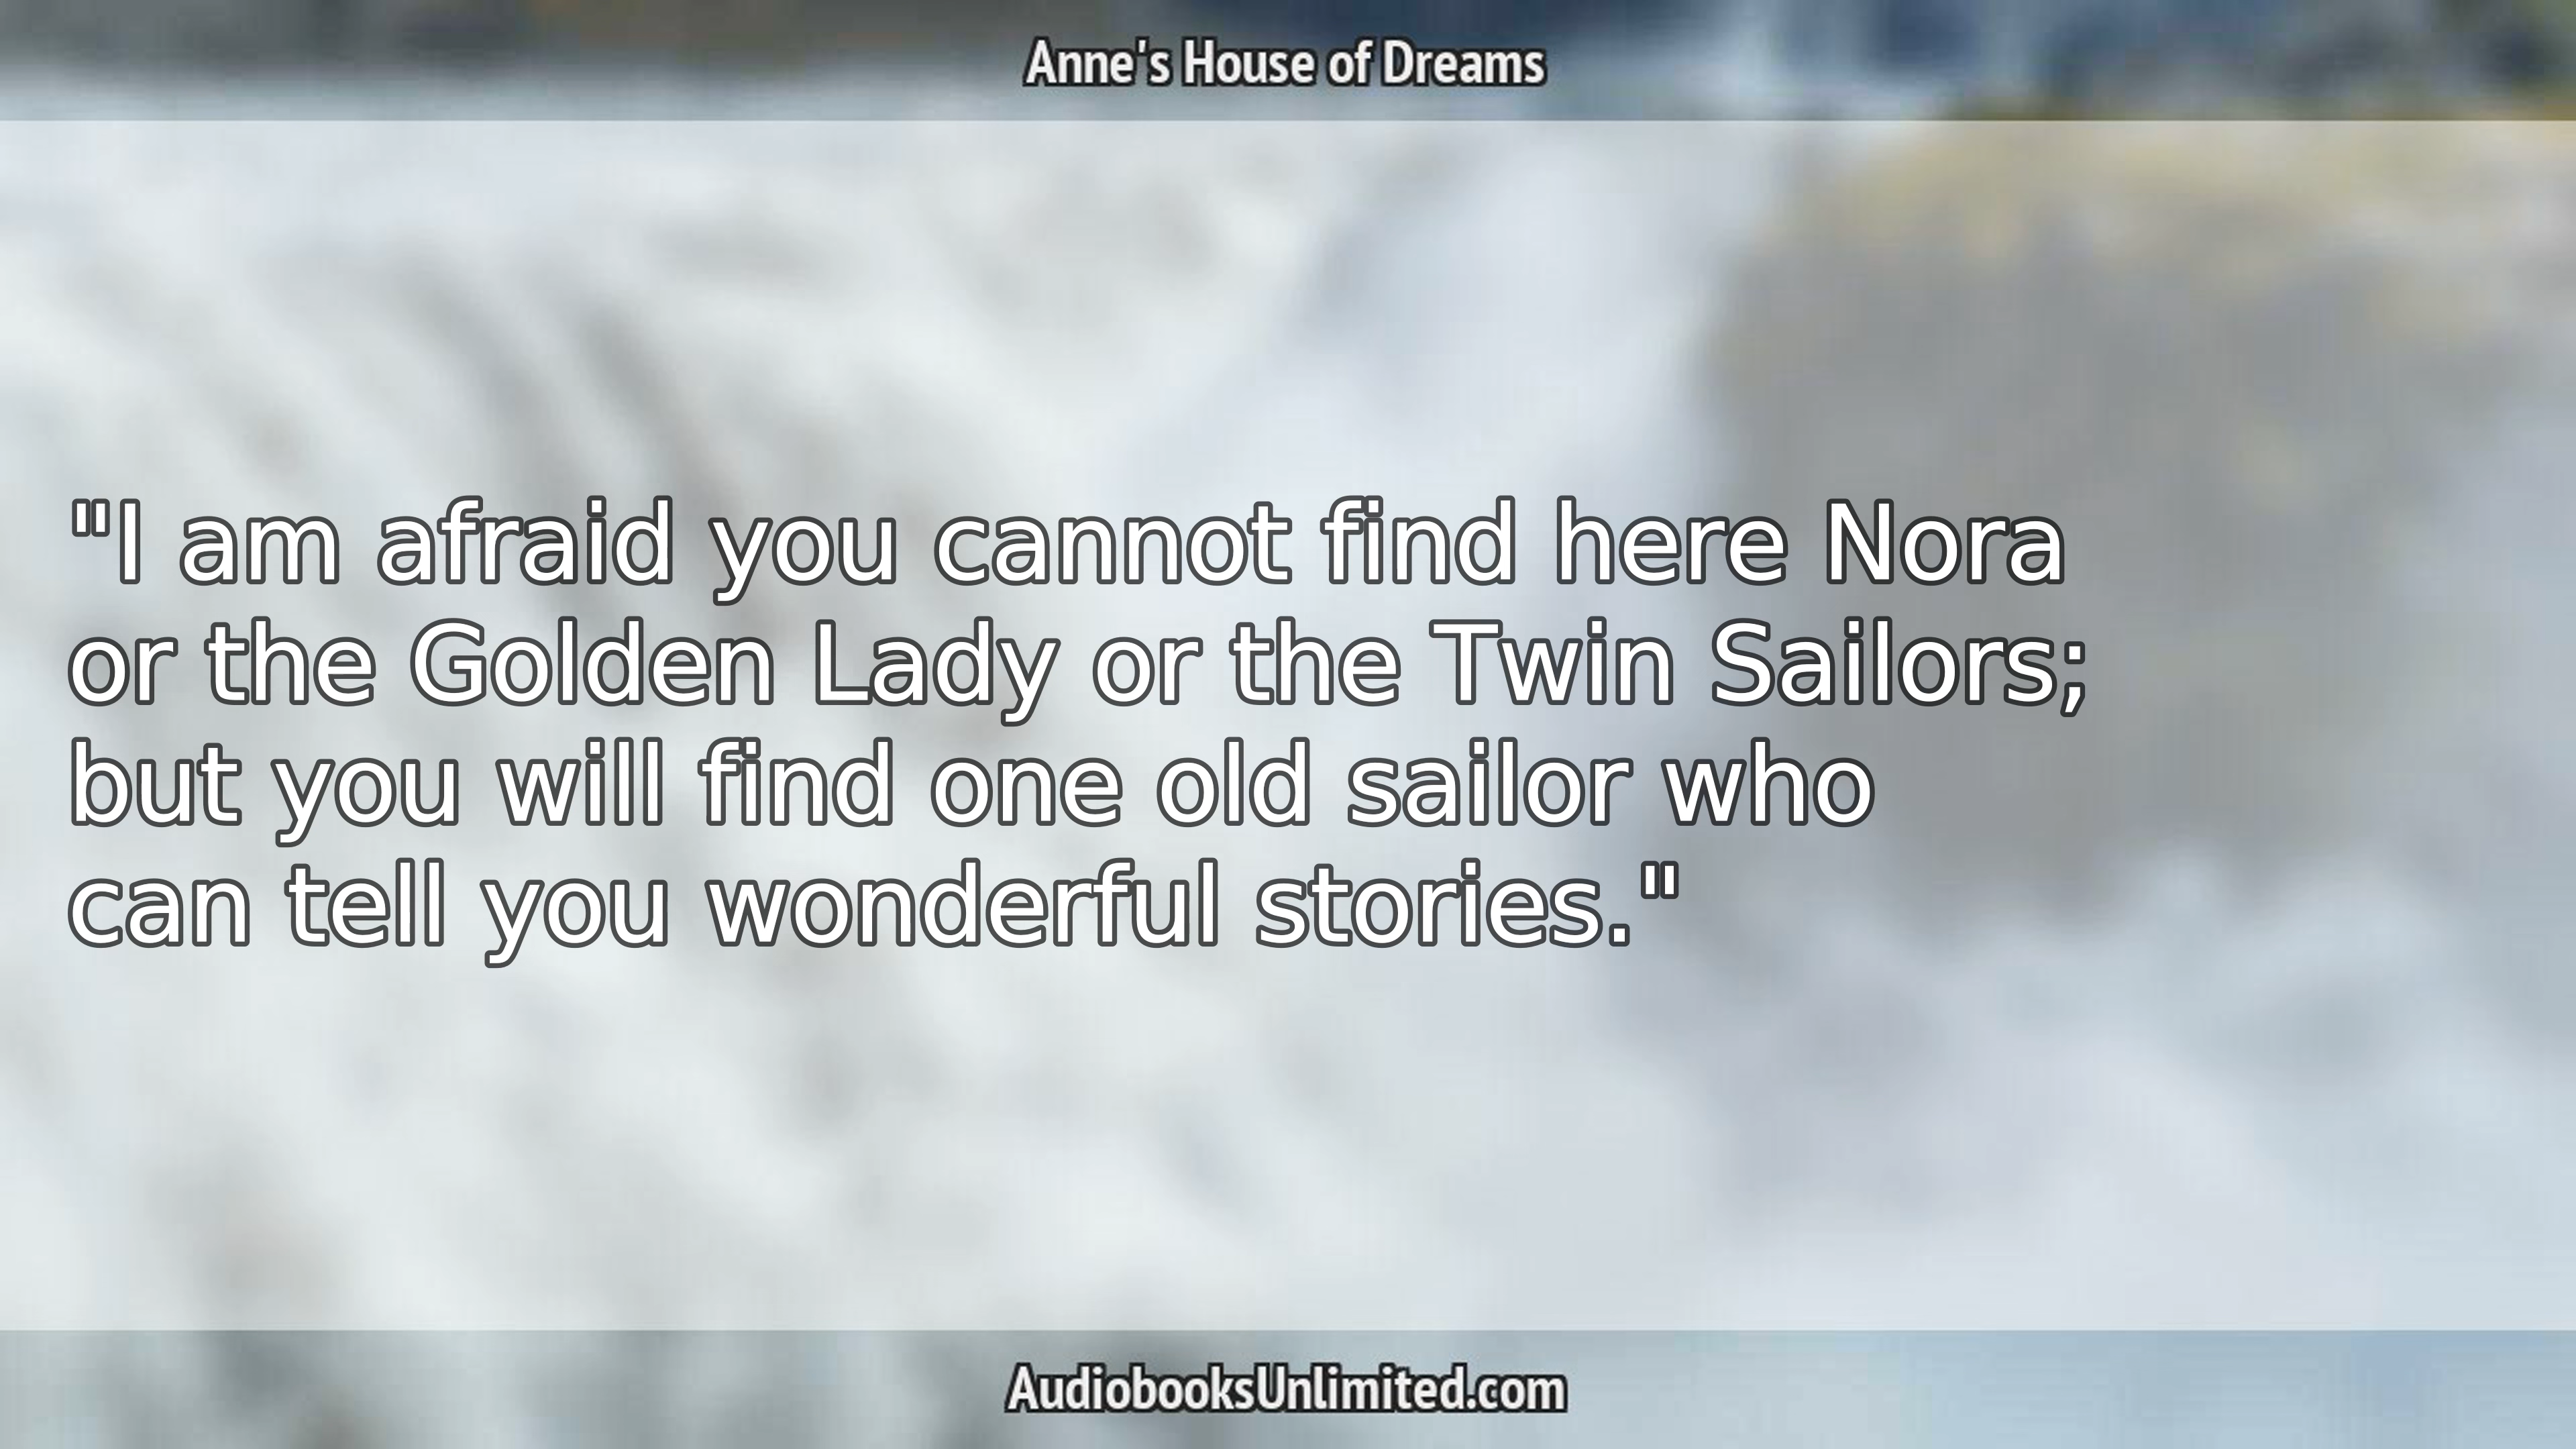 Anne's House of Dreams
"I am afraid you cannot find here Nora
or the Golden Lady or the Twin Sailors;
but you will find one old sailor who
can tell you wonderful stories."
AudiobooksUnlimited.com